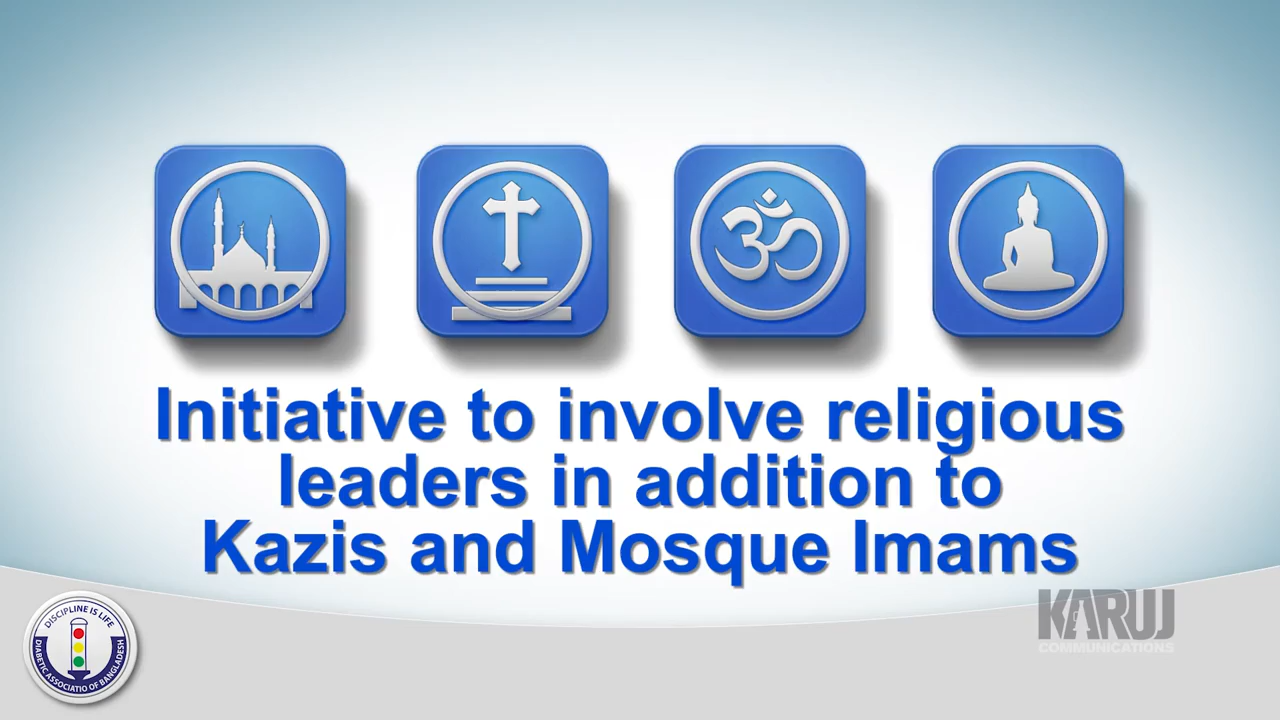 ॐ
Initiative to involve religious
leaders in addition to
Kazis and Mosque Imams
DISCIPLINE IS LIFE
DIABETIC ASSOCIATIO OF BANGLADESH
KARUJ
COMMUNICATIONS